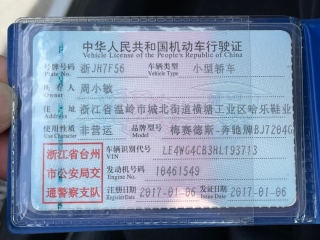 中华人民共和国机动车行驶证
Vehicle License of the People's Republic of China
号牌号码 浙JH7F56 车辆类型 小型轿车
Plate No. Vehicle Type
所有人 周小敏
住址 浙江省温岭市城北街道横塘工业区哈乐鞋业
使用性质 非营运 品牌型号 梅赛德斯-奔驰牌BJ7204G
Use Character Model
浙江省台州 车辆识别代号 LE4WG4CB3HL193713
VIN
市公安局交 发动机号码 10461549
Engine No.
通警察支队 注册日期 2017-01-06 发证日期 2017-01-06
Register Date Issue Date